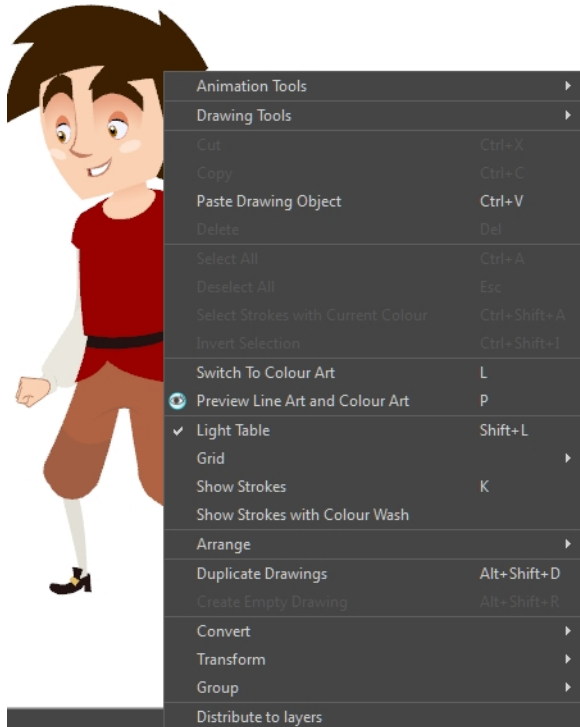 Animation Tools
Drawing Tools
Cut Ctrl+X
Copy Ctrl+C
Paste Drawing Object Ctrl+V
Delete Del
Select All Ctrl+A
Deselect All Esc
Select Strokes with Current Colour Ctrl+Shift+A
Invert Selection Ctrl+Shift+I
Switch To Colour Art L
Preview Line Art and Colour Art P
Light Table Shift+L
Grid
Show Strokes K
Show Strokes with Colour Wash
Arrange
Duplicate Drawings Alt+Shift+D
Create Empty Drawing Alt+Shift+R
Convert
Transform
Group
Distribute to layers